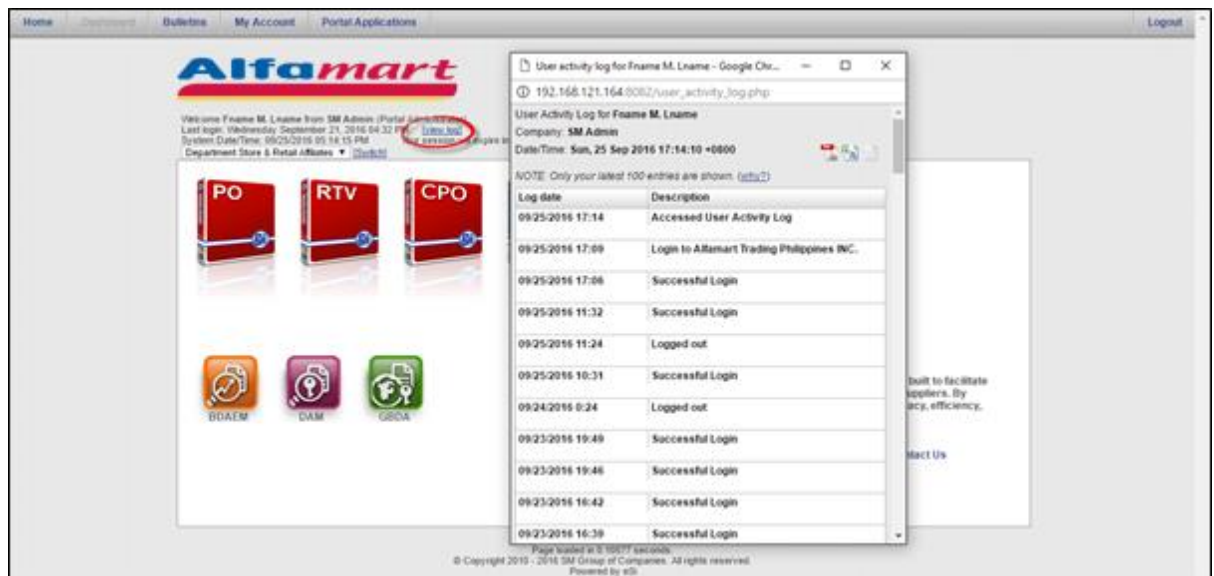 Home Dashboard Bulletins My Account Portal Applications Logout
Alfamart
Welcome Fname M. Lname from SM Admin (Portal
Last login: Wednesday September 21, 2016 04:32 [view log]
System Date/Time: 09/25/2016 05:14:15 PM
Department Store & Retail Affiliates [Switch]
PO RTV CPO
BDAEM DAM GBDA
User activity log for Fname M. Lname - Google Chr...
192.168.121.164:8082/user_activity_log.php
User Activity Log for Fname M. Lname
Company: SM Admin
Date/Time: Sun, 25 Sep 2016 17:14:10 +0800
NOTE: Only your latest 100 entries are shown. (why?)
Log date Description
09/25/2016 17:14 Accessed User Activity Log
09/25/2016 17:09 Login to Alfamart Trading Philippines INC.
09/25/2016 17:06 Successful Login
09/25/2016 11:32 Successful Login
09/25/2016 11:24 Logged out
09/25/2016 10:31 Successful Login
09/24/2016 0:24 Logged out
09/23/2016 19:49 Successful Login
09/23/2016 19:46 Successful Login
09/23/2016 16:42 Successful Login
09/23/2016 16:39 Successful Login
built to facilitate
suppliers. By
acy, efficiency,
ntact Us
Page loaded in seconds.
© Copyright 2010 - 2016 SM Group of Companies. All rights reserved.
Powered by eSi